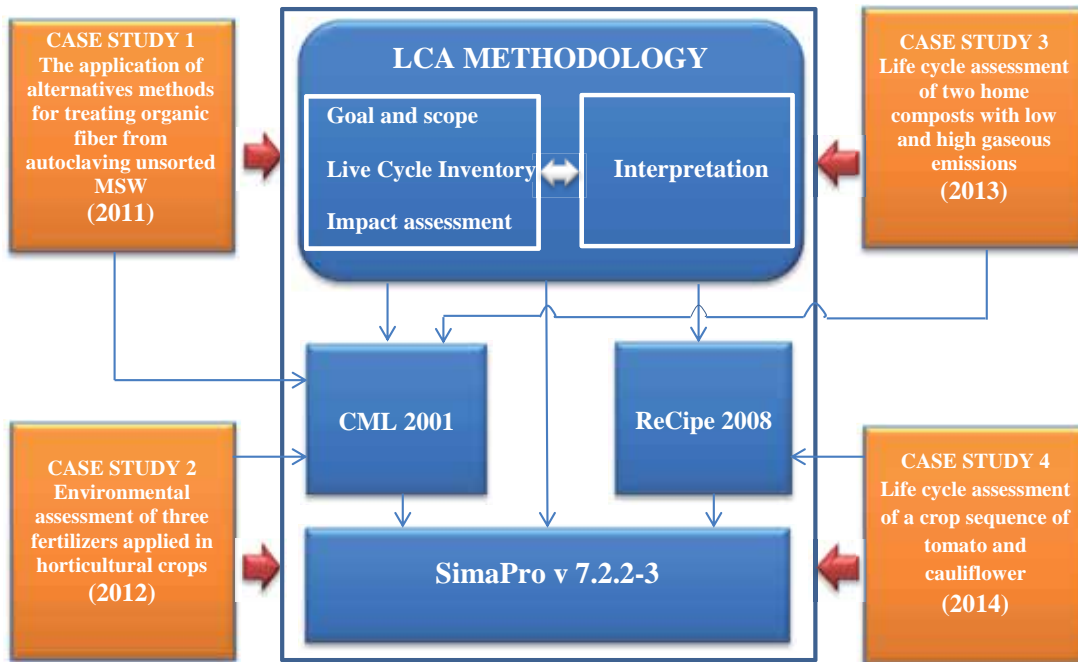 CASE STUDY 1
The application of
alternatives methods
for treating organic
fiber from
autoclaving unsorted
MSW
(2011)
LCA METHODOLOGY
Goal and scope
Live Cycle Inventory
Impact assessment
Interpretation
CASE STUDY 3
Life cycle assessment
of two home
composts with low
and high gaseous
emissions
(2013)
CML 2001
ReCipe 2008
CASE STUDY 2
Environmental
assessment of three
fertilizers applied in
horticultural crops
(2012)
SimaPro v 7.2.2-3
CASE STUDY 4
Life cycle assessment
of a crop sequence of
tomato and
cauliflower
(2014)